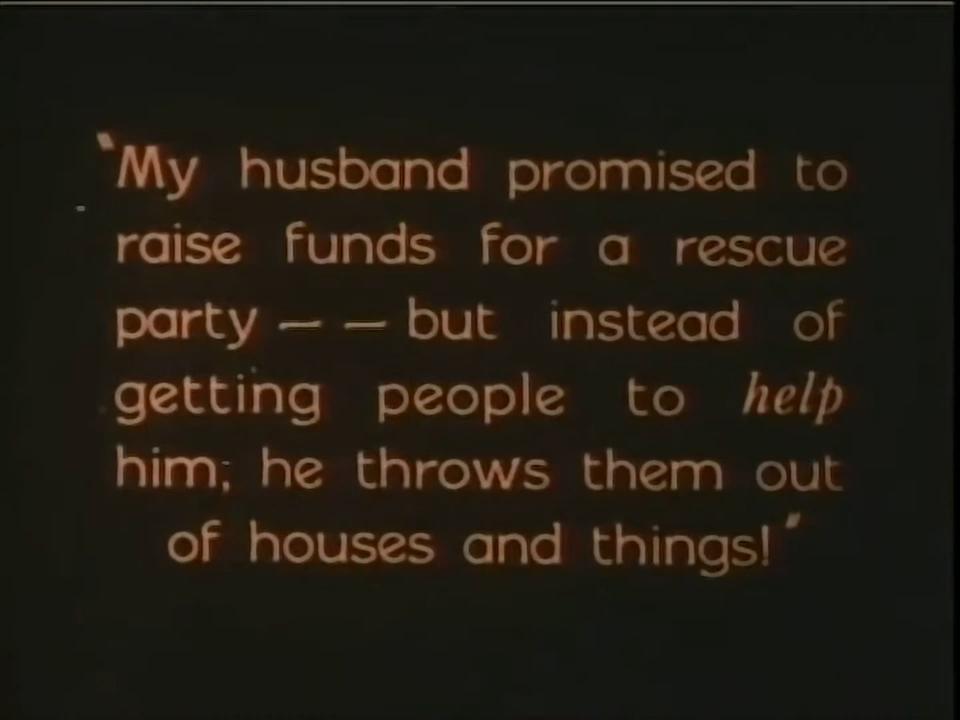 "My husband promised to
raise funds for a rescue
party — — but instead of
getting people to help
him; he throws them out
of houses and things!"